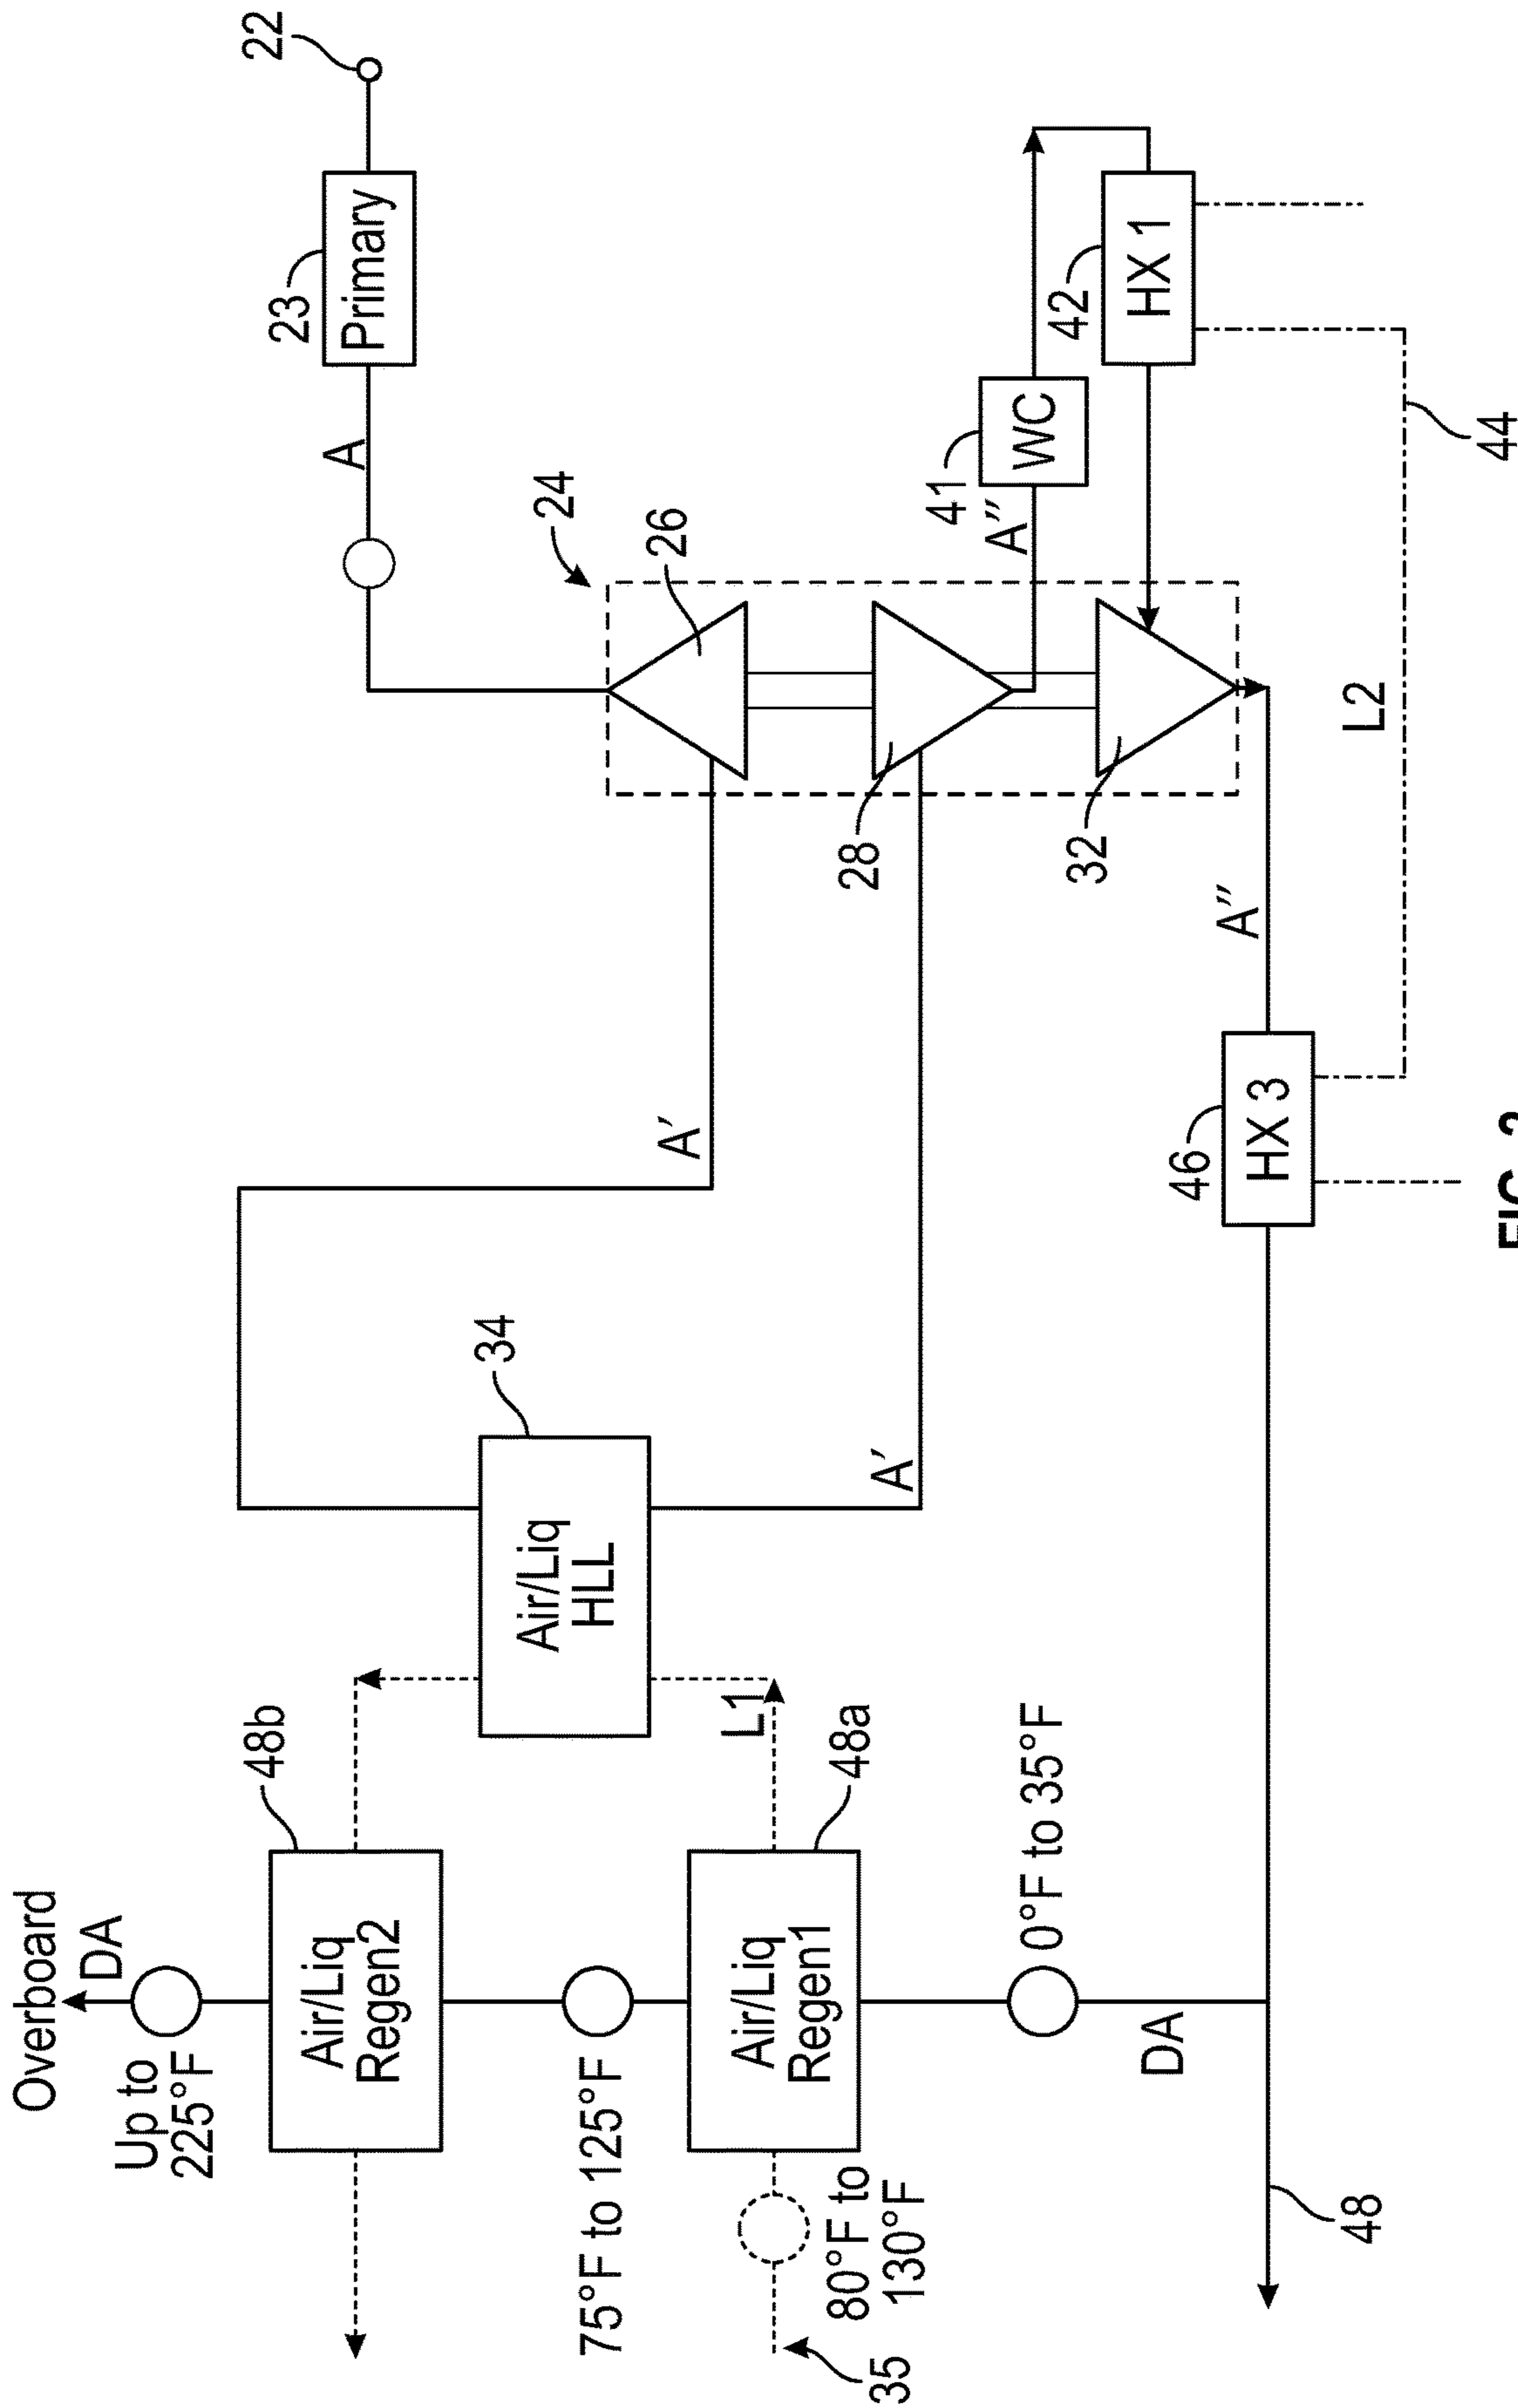 Overboard
DA
Up to
225°F
48b
22
23
Primary
A
Air/Liq
Regen2
34
24
Air/Liq
HLL
75°F to 125°F
26
A′
L1
Air/Liq
Regen1
48a
80°F to
130°F
35
28
A′
41
A″
WC
0°F to 35°F
42
32
HX 1
DA
46
A″
HX 3
48
L2
44